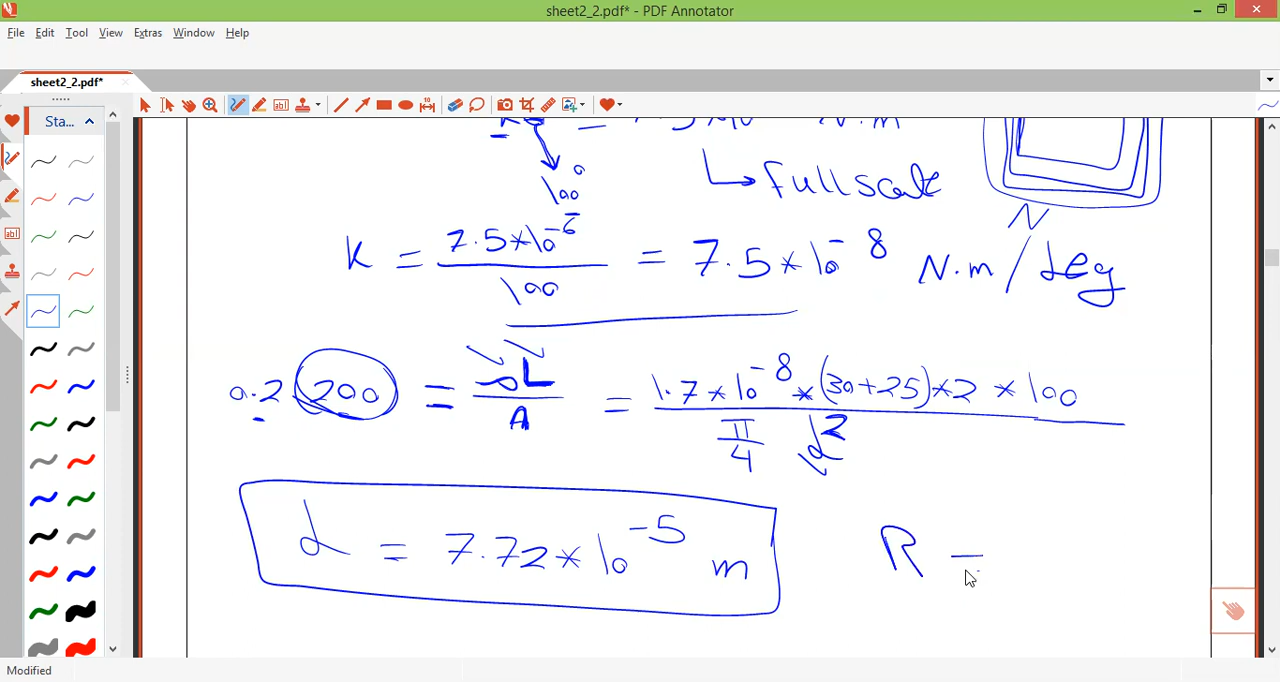 sheet2_2.pdf* - PDF Annotator
File Edit Tool View Extras Window Help
sheet2_2.pdf*
Sta...
N.m
100°
Full scale
N
K = 7.5*10^-6 / 100 = 7.5*10^-8 N.m/deg
0.2 * 200 = ρL / A = 1.7*10^-8 * (30+25)*2 * 100 / π/4 d^2
d = 7.72*10^-5 m
R =
Modified